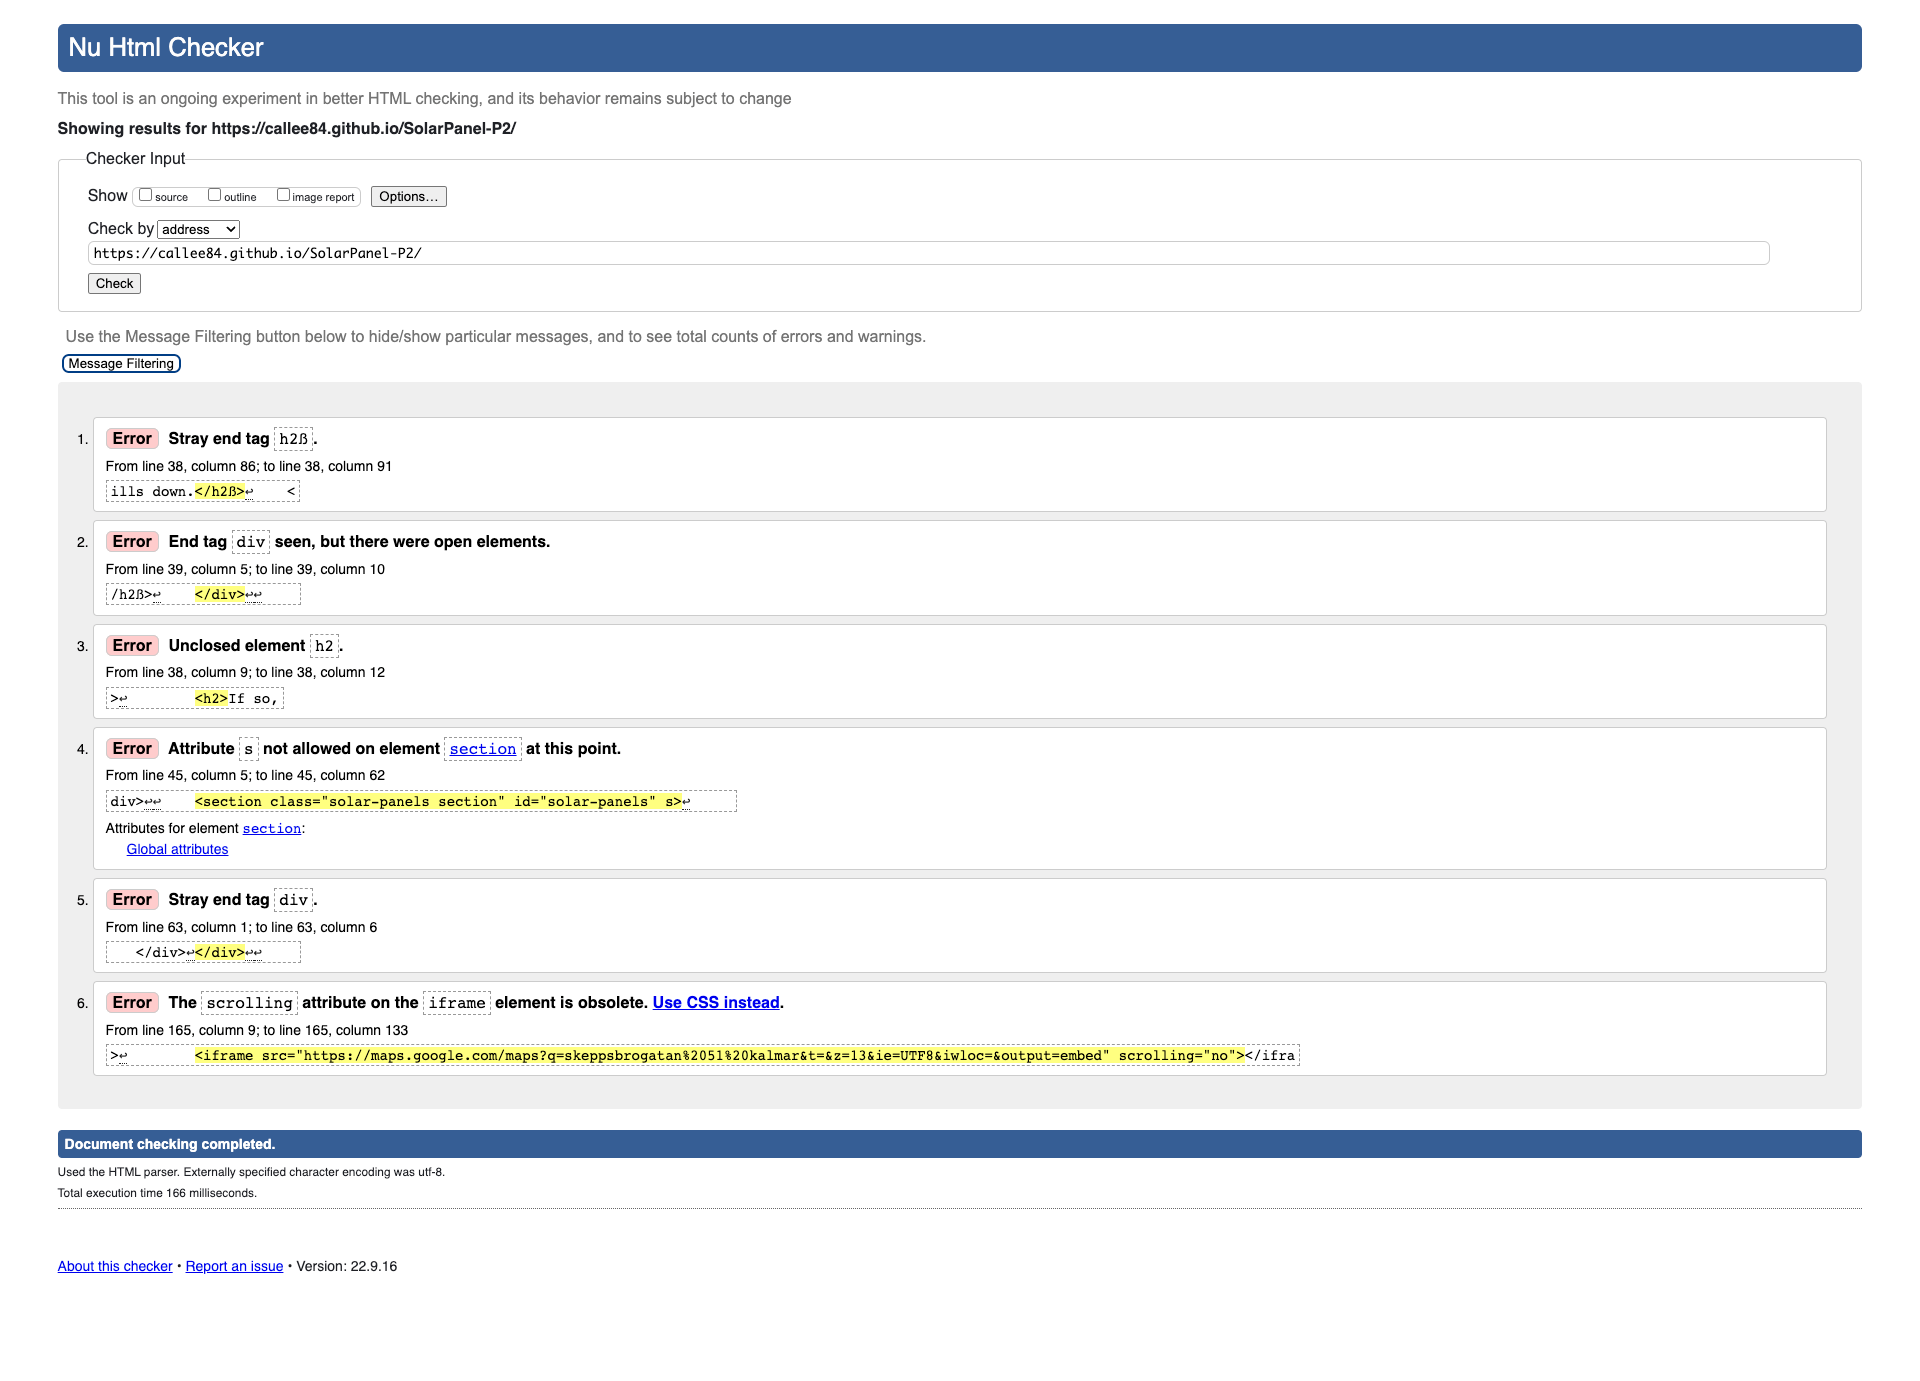 Nu Html Checker
This tool is an ongoing experiment in better HTML checking, and its behavior remains subject to change
Showing results for https://callee84.github.io/SolarPanel-P2/
Checker Input
Show source outline image report Options...
Check by address
https://callee84.github.io/SolarPanel-P2/
Check
Use the Message Filtering button below to hide/show particular messages, and to see total counts of errors and warnings.
Message Filtering
1. Error Stray end tag h2ß.
From line 38, column 86; to line 38, column 91
ills down.</h2ß>↩    <
2. Error End tag div seen, but there were open elements.
From line 39, column 5; to line 39, column 10
/h2ß>↩    </div>↩↩
3. Error Unclosed element h2.
From line 38, column 9; to line 38, column 12
>↩        <h2>If so,
4. Error Attribute s not allowed on element section at this point.
From line 45, column 5; to line 45, column 62
div>↩↩    <section class="solar-panels section" id="solar-panels" s>↩
Attributes for element section:
Global attributes
5. Error Stray end tag div.
From line 63, column 1; to line 63, column 6
</div>↩</div>↩↩
6. Error The scrolling attribute on the iframe element is obsolete. Use CSS instead.
From line 165, column 9; to line 165, column 133
>↩        <iframe src="https://maps.google.com/maps?q=skeppsbrogatan%2051%20kalmar&t=&z=13&ie=UTF8&iwloc=&output=embed" scrolling="no"></ifra
Document checking completed.
Used the HTML parser. Externally specified character encoding was utf-8.
Total execution time 166 milliseconds.
About this checker • Report an issue • Version: 22.9.16